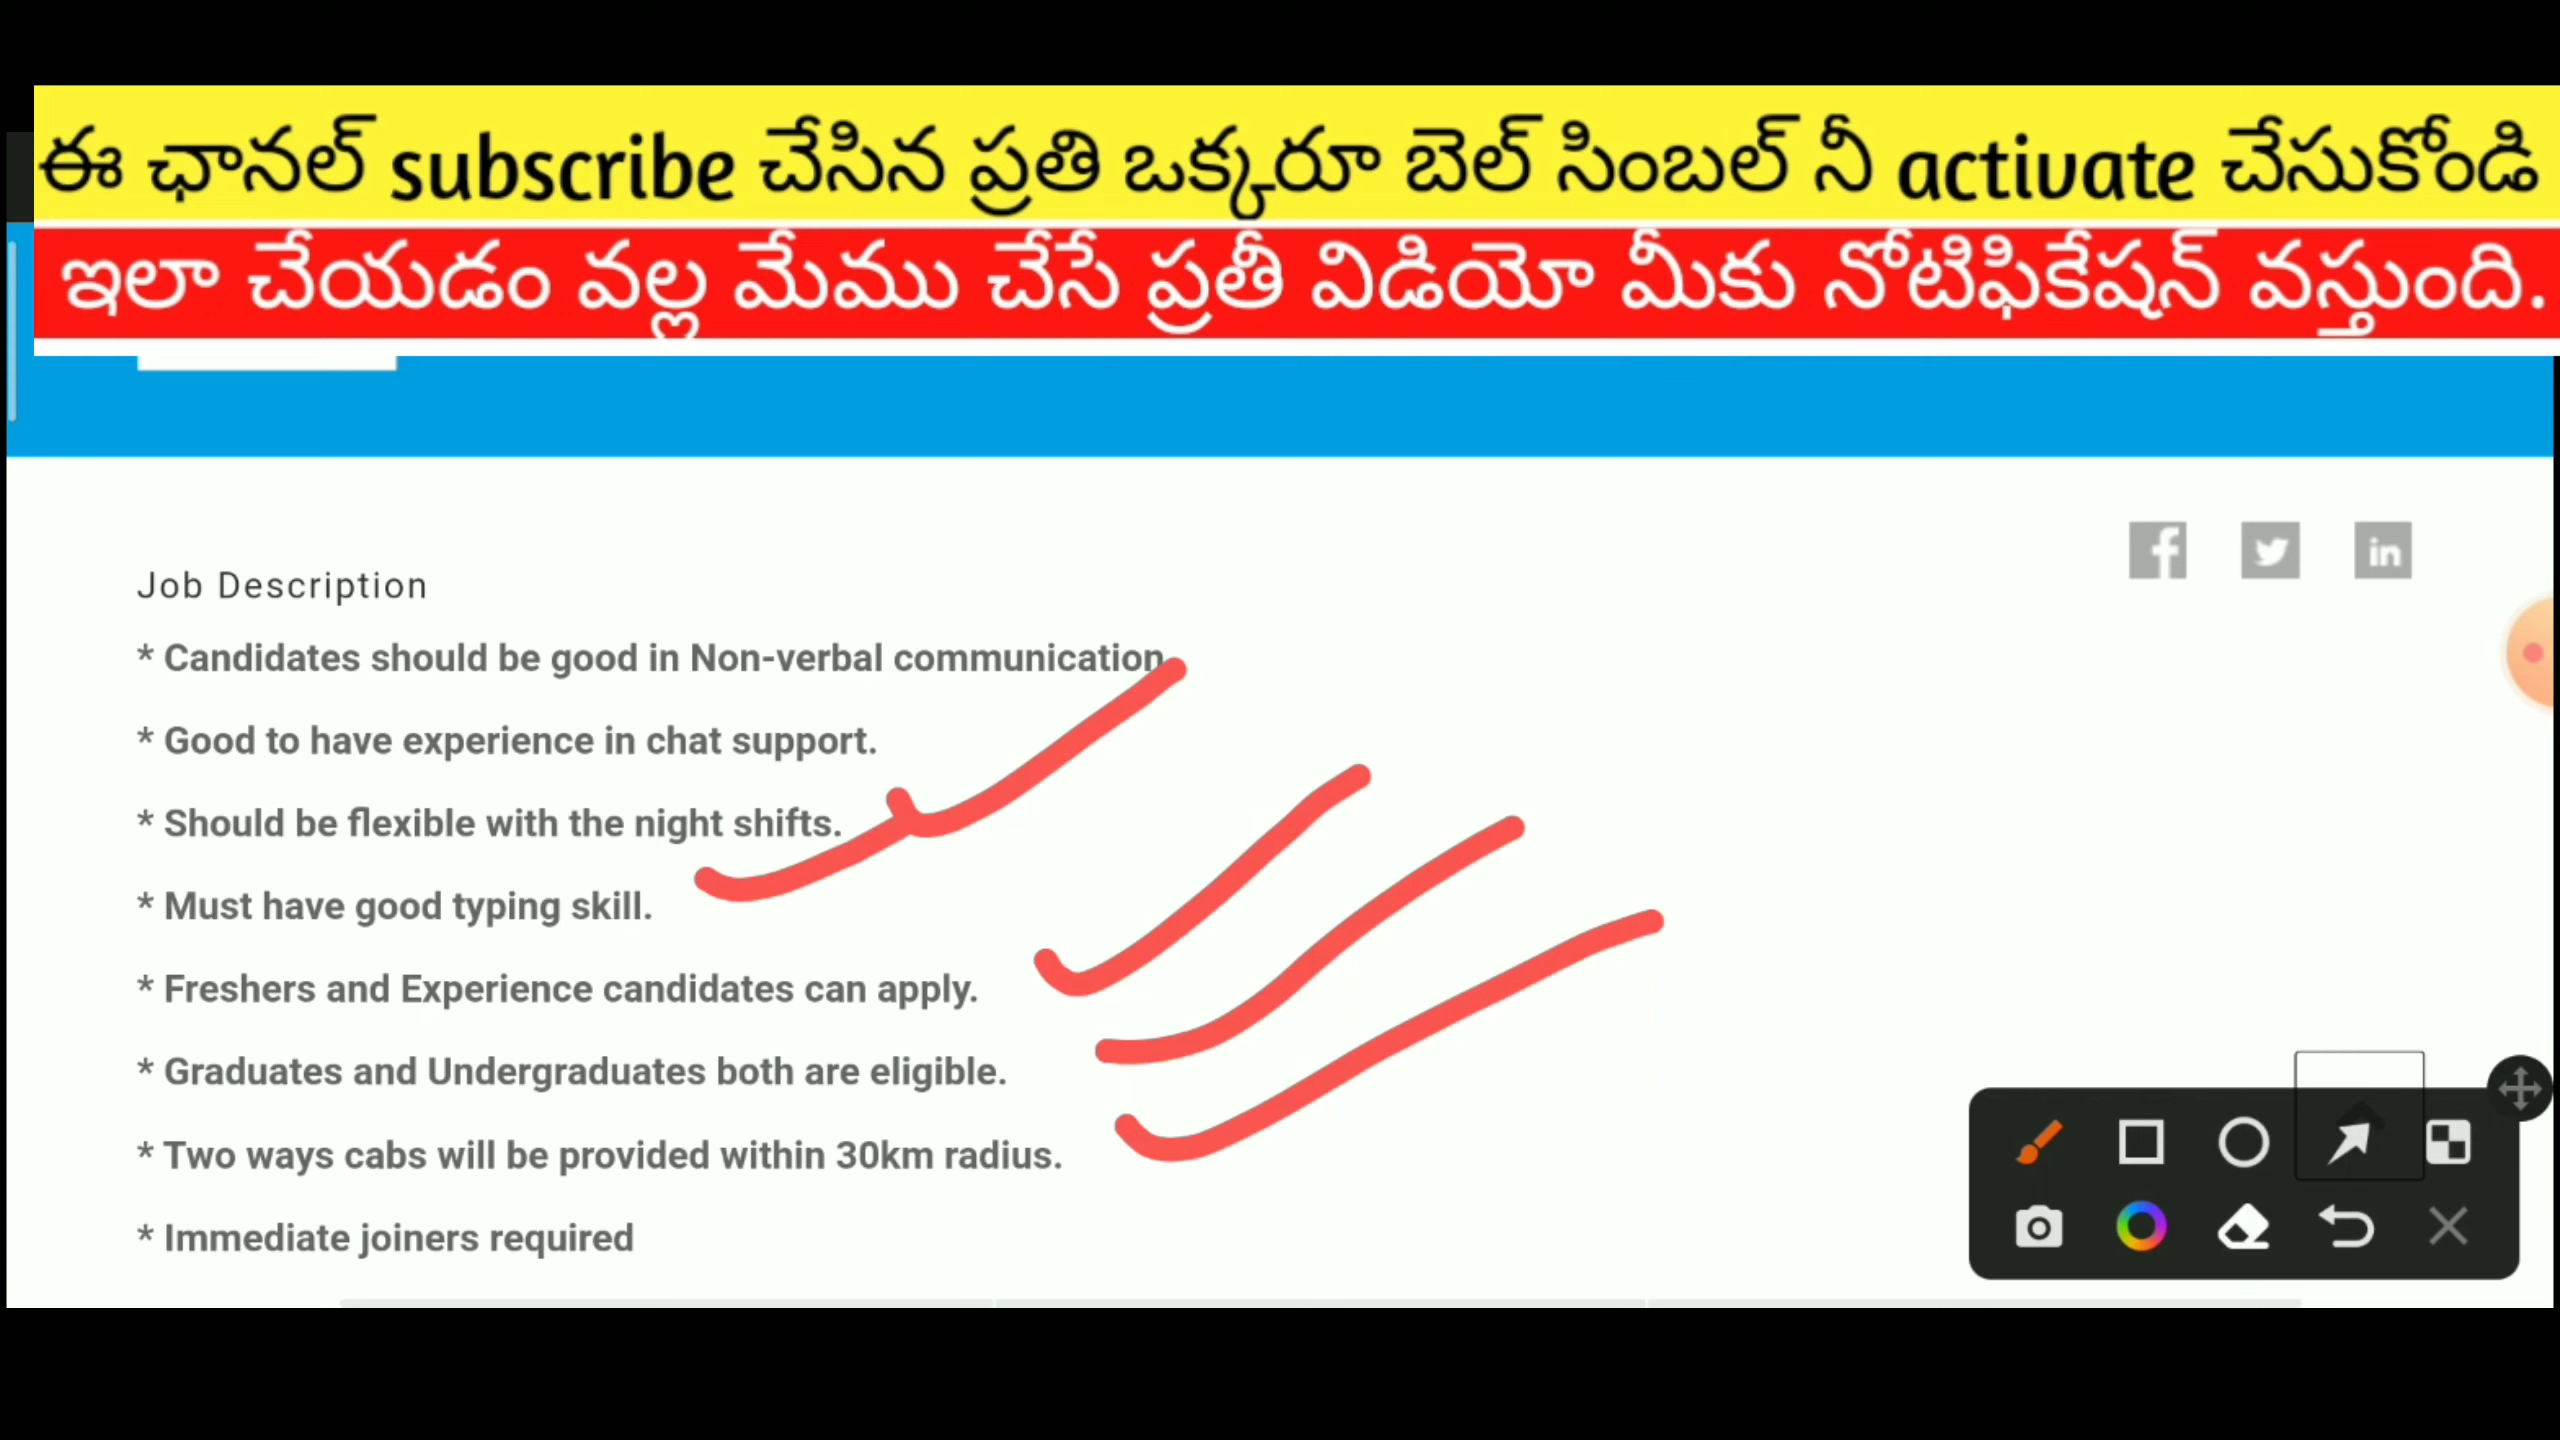 ఈ ఛానల్ subscribe చేసిన ప్రతి ఒక్కరూ బెల్ సింబల్ నీ activate చేసుకోండి
ఇలా చేయడం వల్ల మేము చేసే ప్రతీ విడియో మీకు నోటిఫికేషన్ వస్తుంది.
Job Description
* Candidates should be good in Non-verbal communication
* Good to have experience in chat support.
* Should be flexible with the night shifts.
* Must have good typing skill.
* Freshers and Experience candidates can apply.
* Graduates and Undergraduates both are eligible.
* Two ways cabs will be provided within 30km radius.
* Immediate joiners required